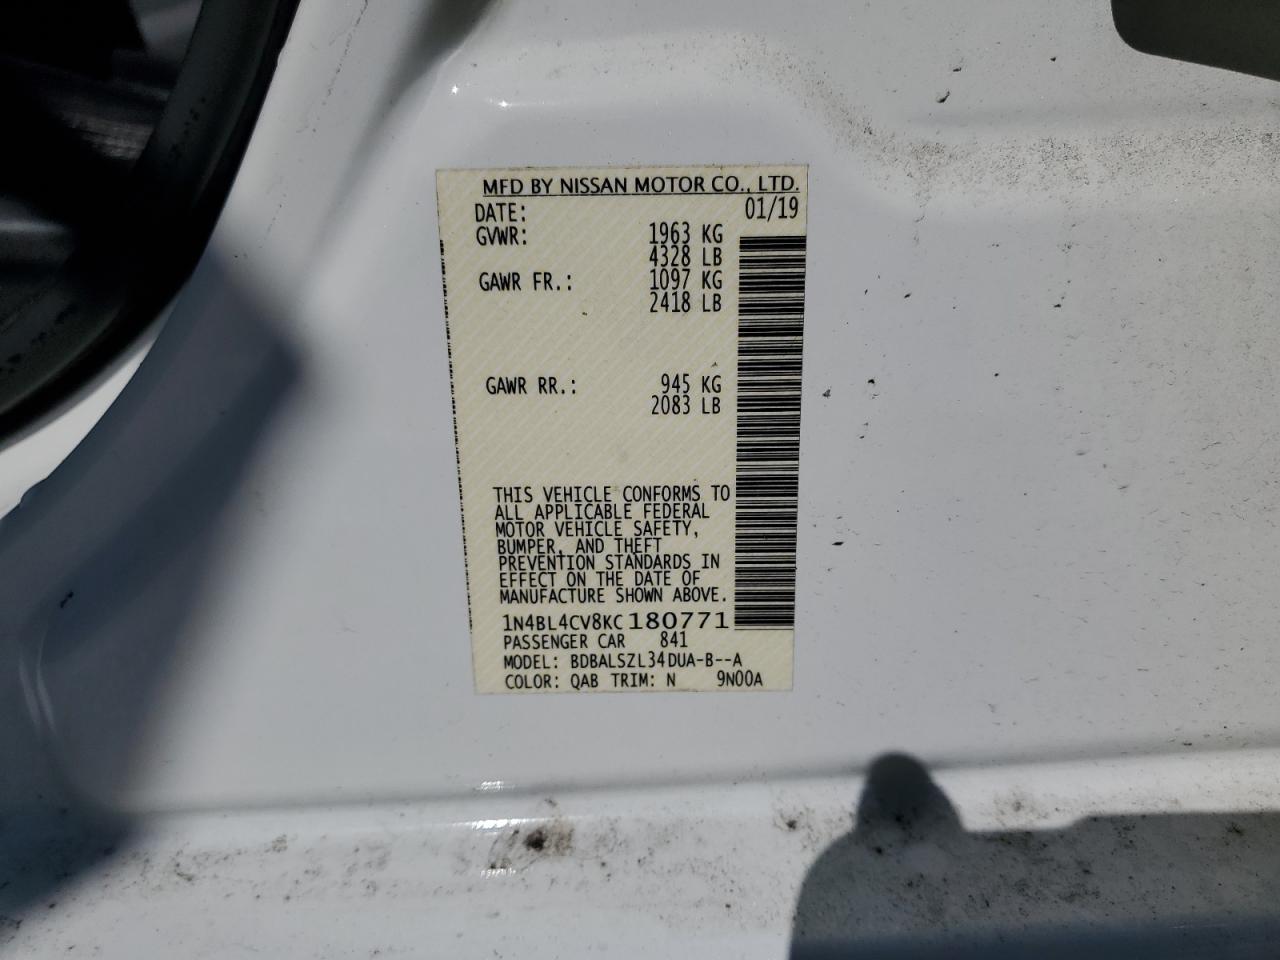 MFD BY NISSAN MOTOR CO., LTD.
DATE: 01/19
GVWR: 1963 KG
4328 LB
GAWR FR.: 1097 KG
2418 LB
GAWR RR.: 945 KG
2083 LB
THIS VEHICLE CONFORMS TO
ALL APPLICABLE FEDERAL
MOTOR VEHICLE SAFETY,
BUMPER, AND THEFT
PREVENTION STANDARDS IN
EFFECT ON THE DATE OF
MANUFACTURE SHOWN ABOVE.
1N4BL4CV8KC180771
PASSENGER CAR 841
MODEL: BDBALSZL34DUA-B--A
COLOR: QAB TRIM: N 9N00A